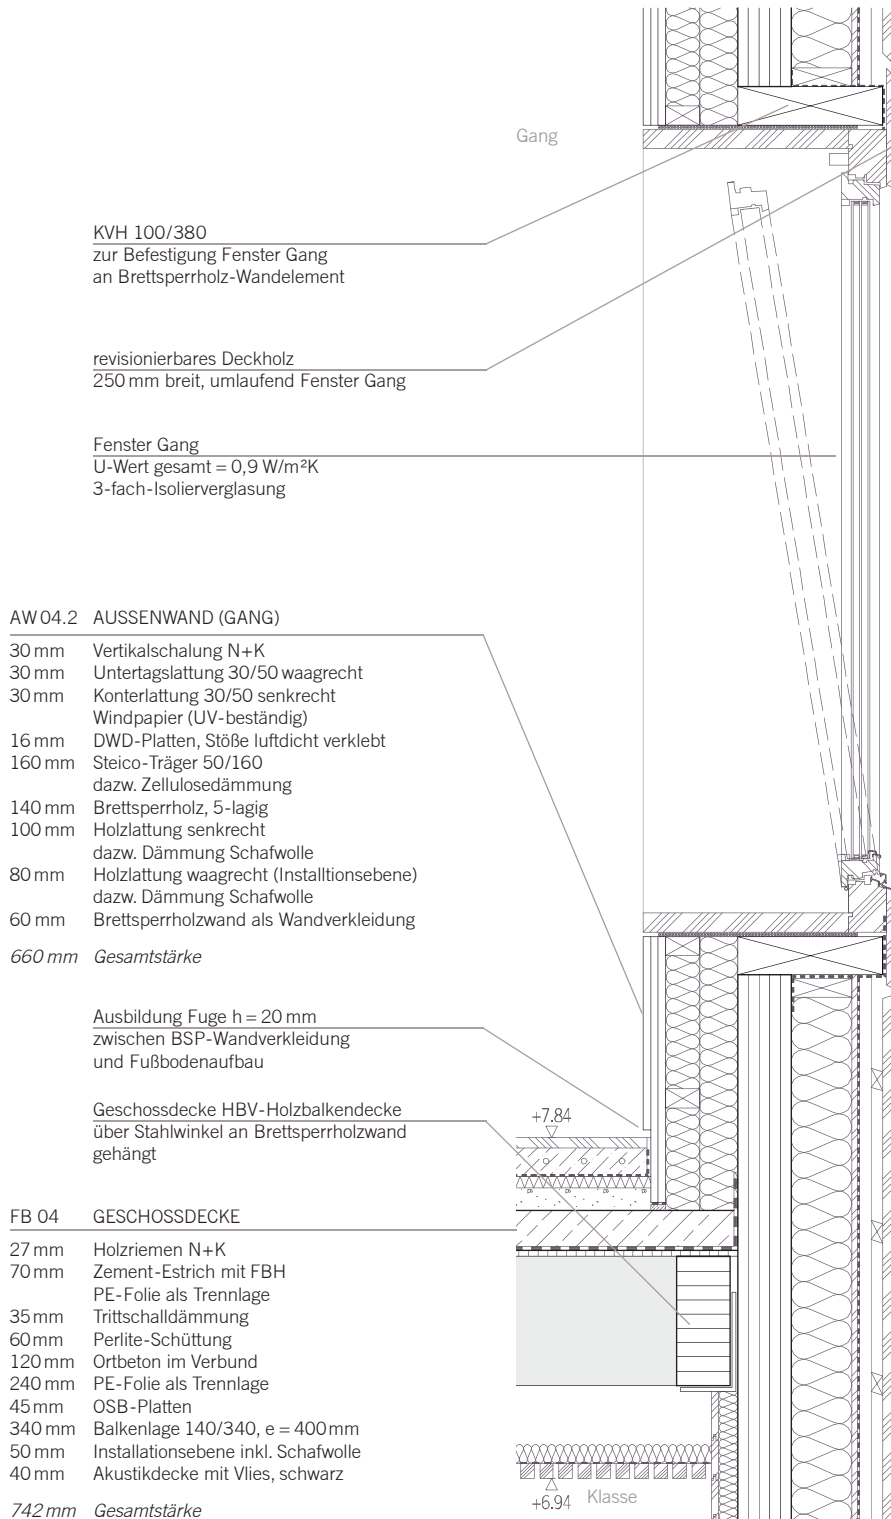 Gang
KVH 100/380
zur Befestigung Fenster Gang
an Brettsperrholz-Wandelement
revisionierbares Deckholz
250 mm breit, umlaufend Fenster Gang
Fenster Gang
U-Wert gesamt = 0,9 W/m²K
3-fach-Isolierverglasung
AW 04.2 AUSSENWAND (GANG)
30 mm Vertikalschalung N+K
30 mm Untertagslattung 30/50 waagrecht
30 mm Konterlattung 30/50 senkrecht
Windpapier (UV-beständig)
16 mm DWD-Platten, Stöße luftdicht verklebt
160 mm Steico-Träger 50/160
dazw. Zellulosedämmung
140 mm Brettsperrholz, 5-lagig
100 mm Holzlattung senkrecht
dazw. Dämmung Schafwolle
80 mm Holzlattung waagrecht (Installtionsebene)
dazw. Dämmung Schafwolle
60 mm Brettsperrholzwand als Wandverkleidung
660 mm Gesamtstärke
Ausbildung Fuge h = 20 mm
zwischen BSP-Wandverkleidung
und Fußbodenaufbau
Geschossdecke HBV-Holzbalkendecke
über Stahlwinkel an Brettsperrholzwand
gehängt
+7.84
FB 04 GESCHOSSDECKE
27 mm Holzriemen N+K
70 mm Zement-Estrich mit FBH
PE-Folie als Trennlage
35 mm Trittschalldämmung
60 mm Perlite-Schüttung
120 mm Ortbeton im Verbund
240 mm PE-Folie als Trennlage
45 mm OSB-Platten
340 mm Balkenlage 140/340, e = 400 mm
50 mm Installationsebene inkl. Schafwolle
40 mm Akustikdecke mit Vlies, schwarz
742 mm Gesamtstärke
+6.94 Klasse